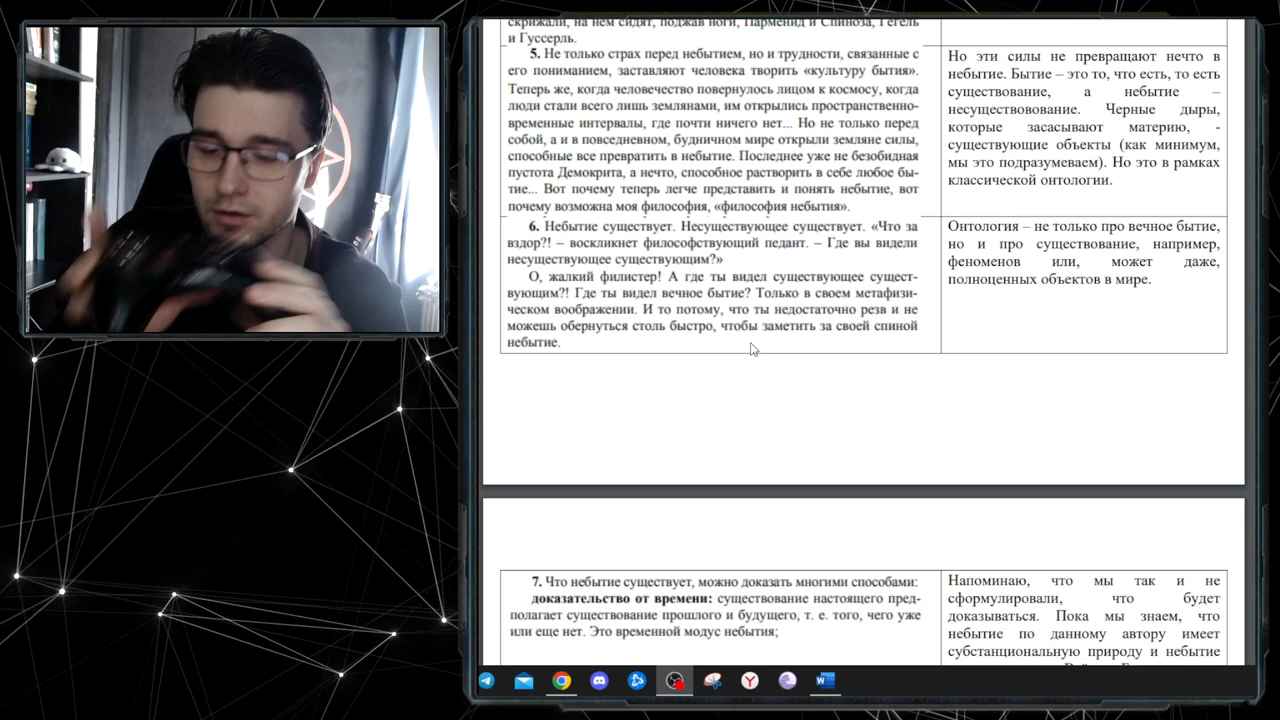 скрижали, на нем сидят, поджав ноги, Парменид и Спиноза, Гегель
и Гуссерль.
5. Не только страх перед небытием, но и трудности, связанные с
его пониманием, заставляют человека творить «культуру бытия».
Теперь же, когда человечество повернулось лицом к космосу, когда
люди стали всего лишь землянами, им открылись пространственно-
временные интервалы, где почти ничего нет... Но не только перед
собой, а и в повседневном, будничном мире открыли земляне силы,
способные все превратить в небытие. Последнее уже не безобидная
пустота Демокрита, а нечто, способное растворить в себе любое бы-
тие... Вот почему теперь легче представить и понять небытие, вот
почему возможна моя философия, «философия небытия».
Но эти силы не превращают нечто в
небытие. Бытие – это то, что есть, то есть
существование, а небытие –
несуществовование. Черные дыры,
которые засасывают материю, -
существующие объекты (как минимум,
мы это подразумеваем). Но это в рамках
классической онтологии.
6. Небытие существует. Несуществующее существует. «Что за
вздор?! – воскликнет философствующий педант. – Где вы видели
несуществующее существующим?»
О, жалкий филистер! А где ты видел существующее сущест-
вующим?! Где ты видел вечное бытие? Только в своем метафизи-
ческом воображении. И то потому, что ты недостаточно резв и не
можешь обернуться столь быстро, чтобы заметить за своей спиной
небытие.
Онтология – не только про вечное бытие,
но и про существование, например,
феноменов или, может даже,
полноценных объектов в мире.
7. Что небытие существует, можно доказать многими способами:
доказательство от времени: существование настоящего пред-
полагает существование прошлого и будущего, т. е. того, чего уже
или еще нет. Это временной модус небытия;
Напоминаю, что мы так и не
сформулировали, что будет
доказываться. Пока мы знаем, что
небытие по данному автору имеет
субстанциональную природу и небытие